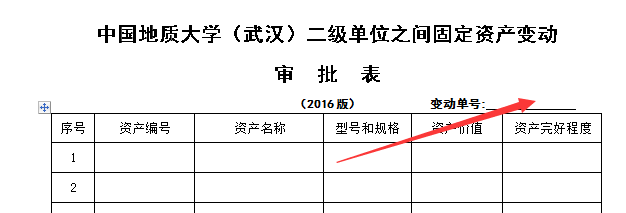 中国地质大学（武汉）二级单位之间固定资产变动
审 批 表
（2016版） 变动单号:
序号 资产编号 资产名称 型号和规格 资产价值 资产完好程度
1
2